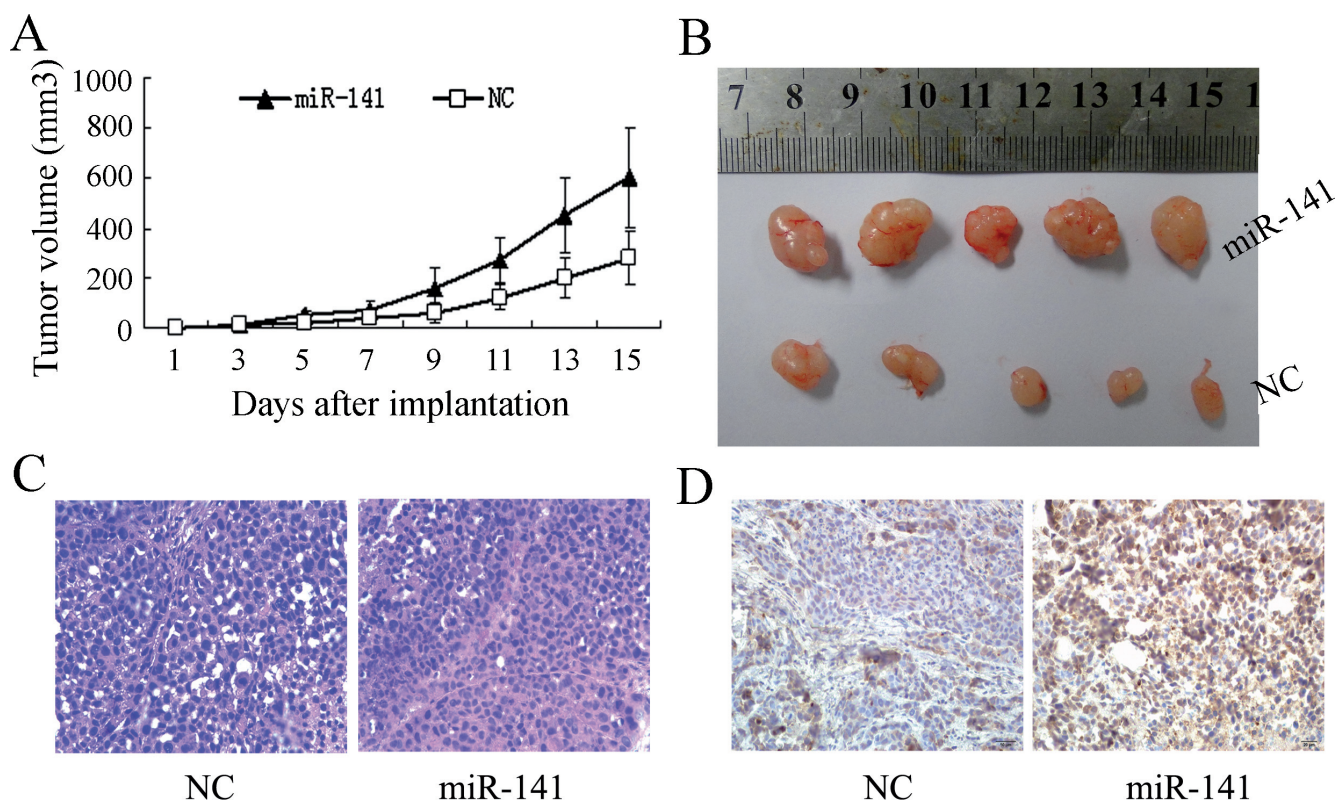 A
1000
800
600
400
200
0
Tumor volume (mm3)
miR-141 NC
1 3 5 7 9 11 13 15
Days after implantation
B
7 8 9 10 11 12 13 14 15 1
miR-141
NC
C
NC miR-141
D
NC miR-141